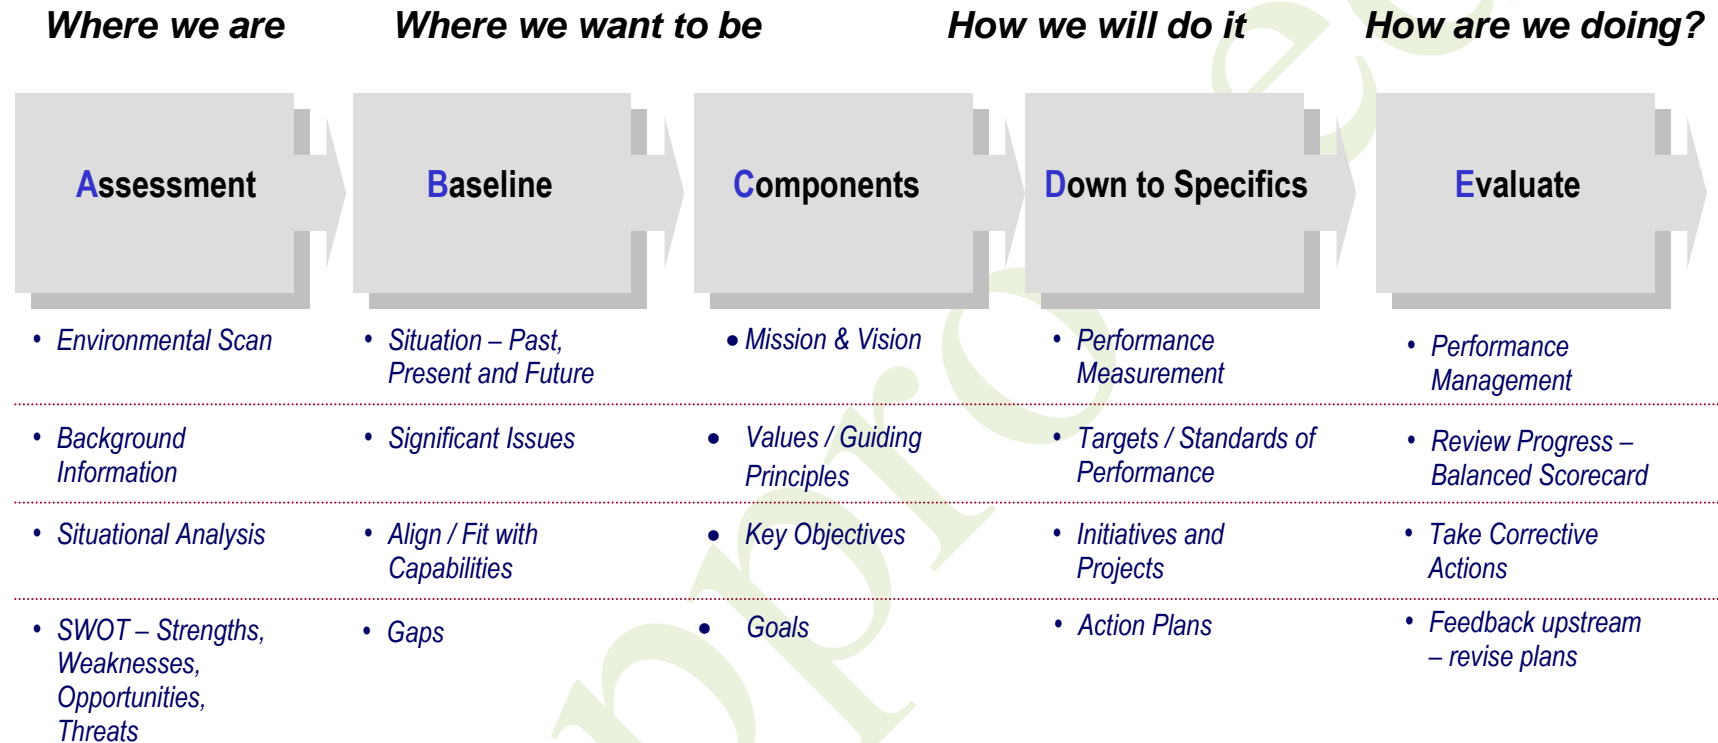 Where we are
Where we want to be
How we will do it
How are we doing?
Assessment
Baseline
Components
Down to Specifics
Evaluate
• Environmental Scan
• Situation – Past,
Present and Future
• Mission & Vision
• Performance
Measurement
• Performance
Management
• Background
Information
• Significant Issues
• Values / Guiding
Principles
• Targets / Standards of
Performance
• Review Progress –
Balanced Scorecard
• Situational Analysis
• Align / Fit with
Capabilities
• Key Objectives
• Initiatives and
Projects
• Take Corrective
Actions
• SWOT – Strengths,
Weaknesses,
Opportunities,
Threats
• Gaps
• Goals
• Action Plans
• Feedback upstream
– revise plans